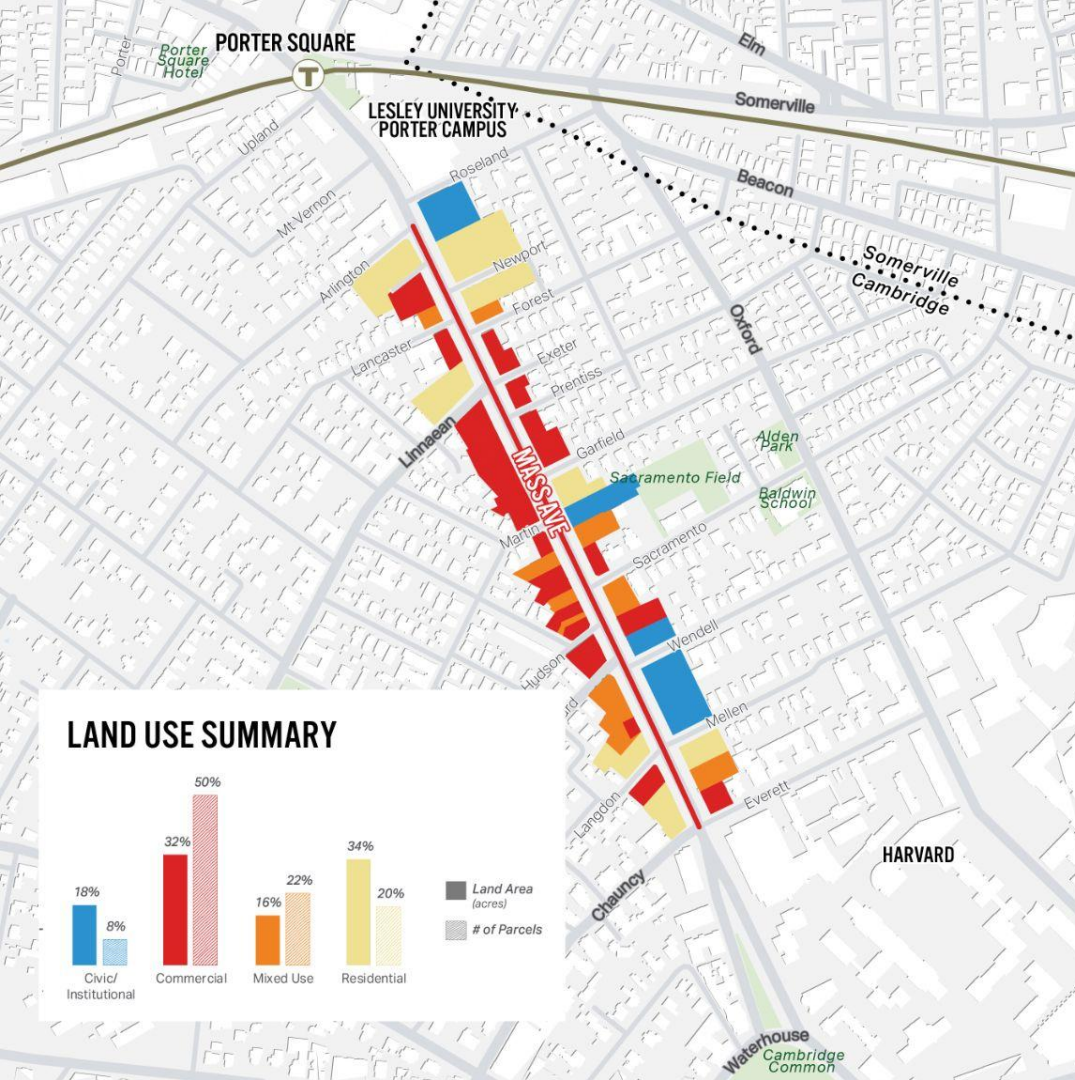 PORTER SQUARE
Porter
Porter
Square
Hotel
T
LESLEY UNIVERSITY
PORTER CAMPUS
Elm
Somerville
Upland
Roseland
Beacon
Mt Vernon
Somerville
Cambridge
Arlington
Newport
Forest
Oxford
Lancaster
Exeter
Prentiss
Linnaean
Garfield
Alden
Park
MASS AVE
Sacramento Field
Baldwin
School
Martin
Sacramento
Wendell
Hudson
rd
Mellen
Langdon
Everett
HARVARD
Chauncy
Waterhouse
Cambridge
Common
LAND USE SUMMARY
50%
32%
34%
18%
8%
16%
22%
20%
Land Area
(acres)
# of Parcels
Civic/
Institutional
Commercial
Mixed Use
Residential